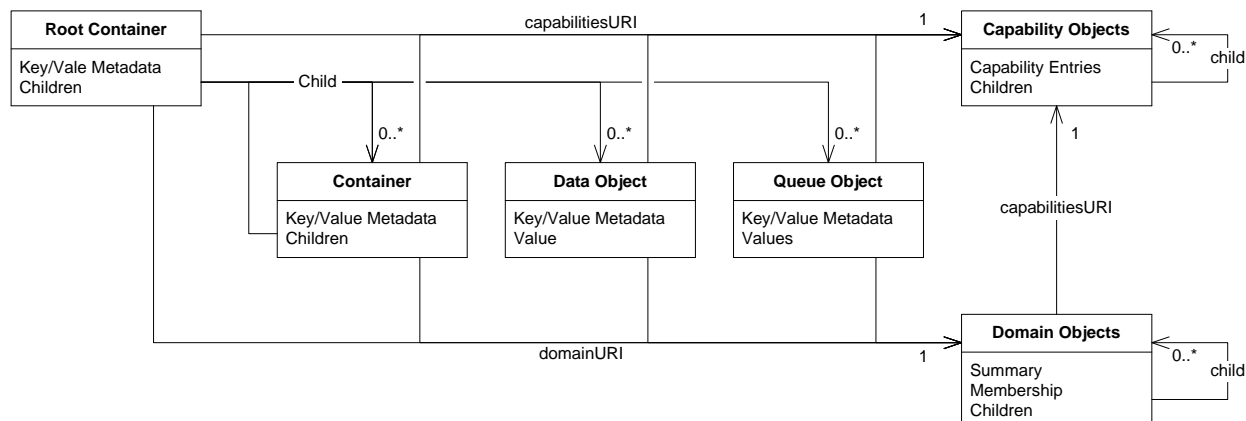 capabilitiesURI
1
Root Container
Key/Vale Metadata
Children
Capability Objects
Capability Entries
Children
0..*
child
Child
0..*
0..*
0..*
1
Container
Key/Value Metadata
Children
Data Object
Key/Value Metadata
Value
Queue Object
Key/Value Metadata
Values
capabilitiesURI
domainURI
1
Domain Objects
Summary
Membership
Children
0..*
child